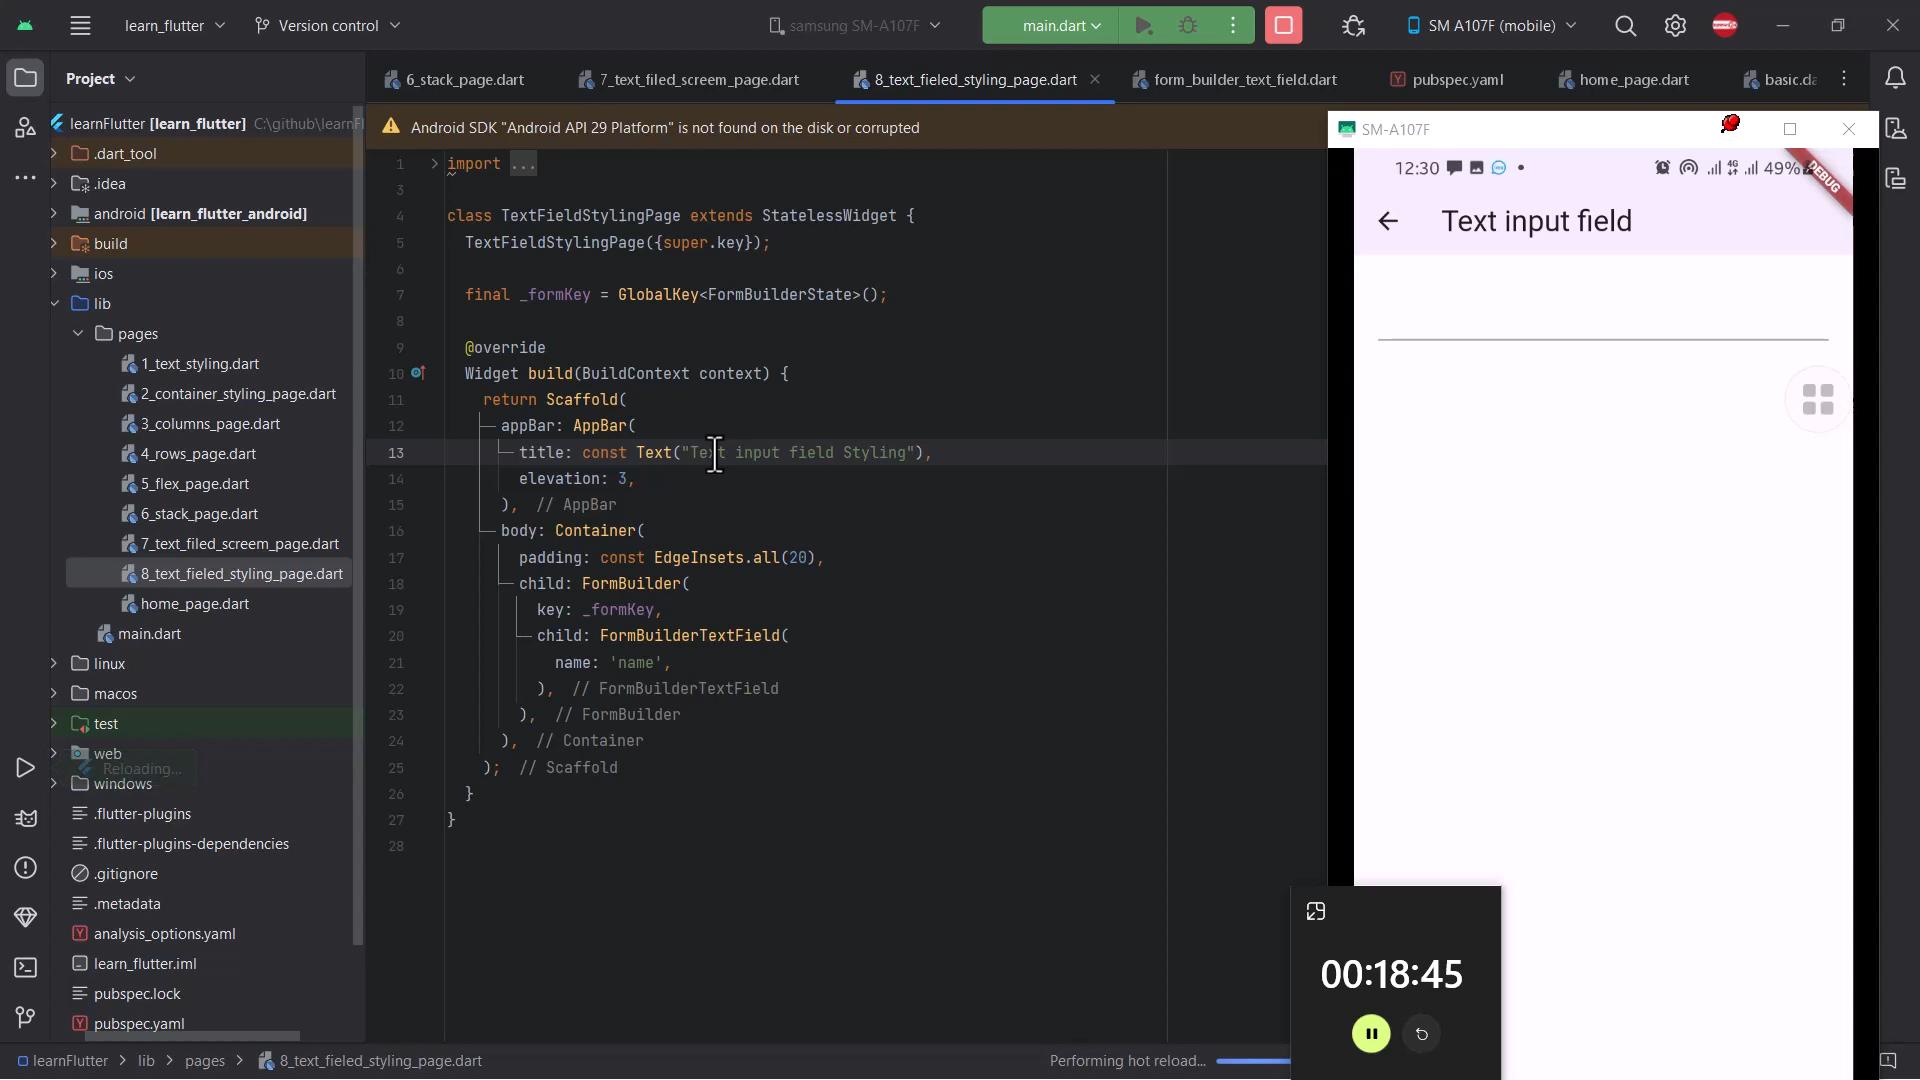 learn_flutter
Version control
samsung SM-A107F
main.dart
SM A107F (mobile)
Project
6_stack_page.dart
7_text_filed_screem_page.dart
8_text_fieled_styling_page.dart
form_builder_text_field.dart
pubspec.yaml
home_page.dart
basic.da
learnFlutter [learn_flutter] C:\github\learnFl
Android SDK "Android API 29 Platform" is not found on the disk or corrupted
.dart_tool
.idea
android [learn_flutter_android]
build
ios
lib
pages
1_text_styling.dart
2_container_styling_page.dart
3_columns_page.dart
4_rows_page.dart
5_flex_page.dart
6_stack_page.dart
7_text_filed_screem_page.dart
8_text_fieled_styling_page.dart
home_page.dart
main.dart
linux
macos
test
web
Reloading...
windows
.flutter-plugins
.flutter-plugins-dependencies
.gitignore
.metadata
analysis_options.yaml
learn_flutter.iml
pubspec.lock
pubspec.yaml
1 import ...
3
4 class TextFieldStylingPage extends StatelessWidget {
5 TextFieldStylingPage({super.key});
6
7 final _formKey = GlobalKey<FormBuilderState>();
8
9 @override
10 Widget build(BuildContext context) {
11 return Scaffold(
12 appBar: AppBar(
13 title: const Text("Text input field Styling"),
14 elevation: 3,
15 ), // AppBar
16 body: Container(
17 padding: const EdgeInsets.all(20),
18 child: FormBuilder(
19 key: _formKey,
20 child: FormBuilderTextField(
21 name: 'name',
22 ), // FormBuilderTextField
23 ), // FormBuilder
24 ), // Container
25 ); // Scaffold
26 }
27 }
28
SM-A107F
12:30
4G
49%
DEBUG
Text input field
00:18:45
learnFlutter > lib > pages > 8_text_fieled_styling_page.dart
Performing hot reload...